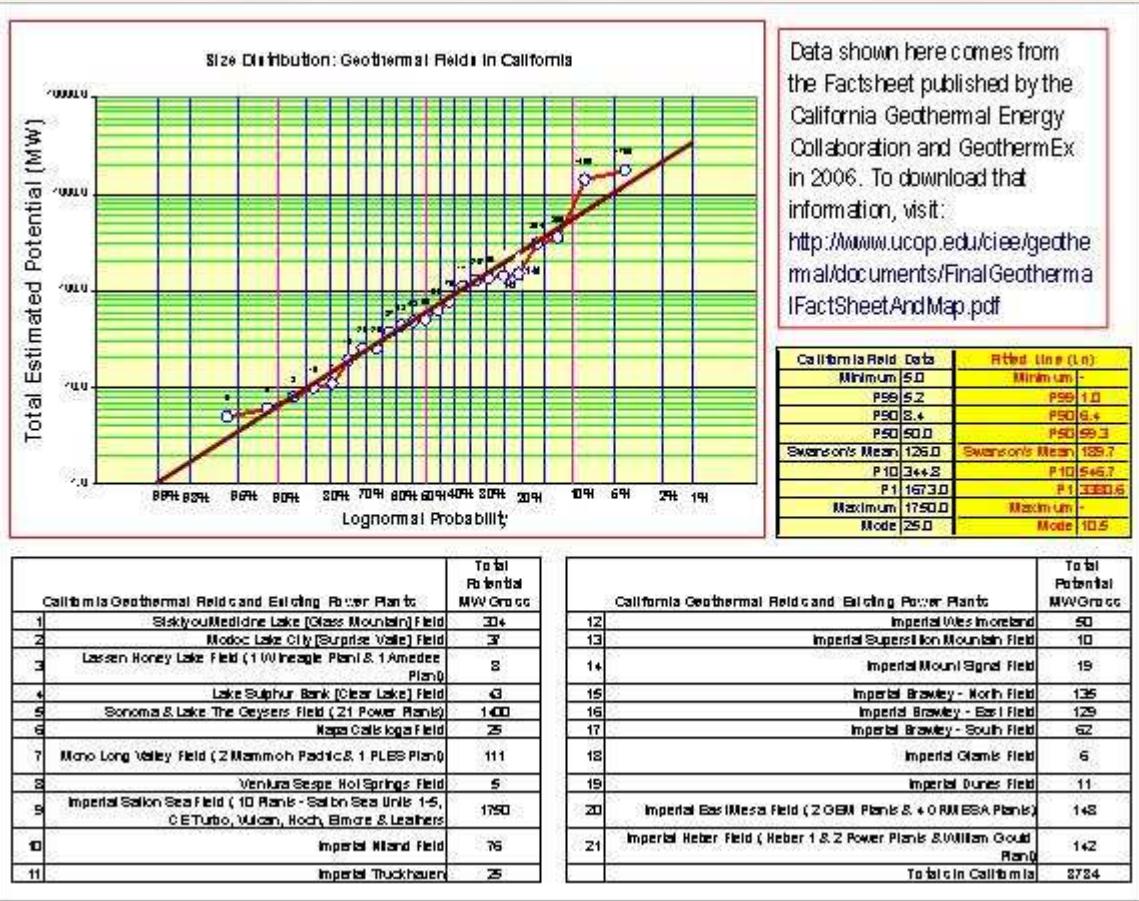 Size Distribution: Geothermal Fields in California
Total Estimated Potential (MW)
Lognormal Probability
Data shown here comes from
the Factsheet published by the
California Geothermal Energy
Collaboration and GeothermEx
in 2006. To download that
information, visit:
http://www.ucop.edu/ciee/geothe
rmal/documents/FinalGeotherma
lFactSheetAndMap.pdf
California Field Data Fitted Line (Ln)
Minimum 5.0 Minimum -
P99 5.2 P99 1.0
P90 8.4 P90 6.4
P50 50.0 P50 59.3
Swanson's Mean 126.0 Swanson's Mean 189.7
P10 344.8 P10 546.7
P1 1673.0 P1 3380.6
Maximum 1750.0 Maximum -
Mode 25.0 Mode 10.5
California Geothermal Fields and Existing Power Plants Total Potential MW Gross
1 Siskiyou Medicine Lake [Glass Mountain] Field 304
2 Modoc Lake City [Surprise Valle] Field 37
3 Lassen Honey Lake Field (1 Wineagle Plant & 1 Amedee
Plant) 8
4 Lake Sulphur Bank [Clear Lake] Field 43
5 Sonoma & Lake The Geysers Field (21 Power Plants) 1400
6 Napa Calistoga Field 25
7 Mono Long Valley Field (2 Mammoth Pacific & 1 PLES Plant) 111
8 Ventura Sespe Hot Springs Field 5
9 Imperial Salton Sea Field (10 Plants - Salton Sea Units 1-5,
CE Turbo, Vulcan, Hoch, Elmore & Leathers 1750
10 Imperial Niland Field 76
11 Imperial Truckhaven 25
California Geothermal Fields and Existing Power Plants Total Potential MW Gross
12 Imperial Westmoreland 50
13 Imperial Superstition Mountain Field 10
14 Imperial Mount Signal Field 19
15 Imperial Brawley - North Field 135
16 Imperial Brawley - East Field 129
17 Imperial Brawley - South Field 62
18 Imperial Glamis Field 6
19 Imperial Dunes Field 11
20 Imperial East Mesa Field (2 GEM Plants & 4 ORMESA Plants) 148
21 Imperial Heber Field (Heber 1 & 2 Power Plants & William Gould
Plant) 142
Totals in California